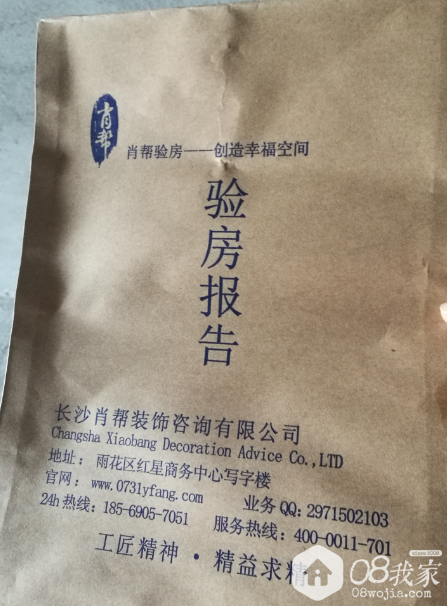 肖帮
肖帮验房——创造幸福空间
验房报告
长沙肖帮装饰咨询有限公司
Changsha Xiaobang Decoration Advice Co.,LTD
地址：雨花区红星商务中心写字楼
官网：www.0731yfang.com 业务QQ: 2971502103
24h热线: 185-6905-7051 服务热线: 400-0011-701
工匠精神·精益求精
since 2008
08我家
08wojia.com